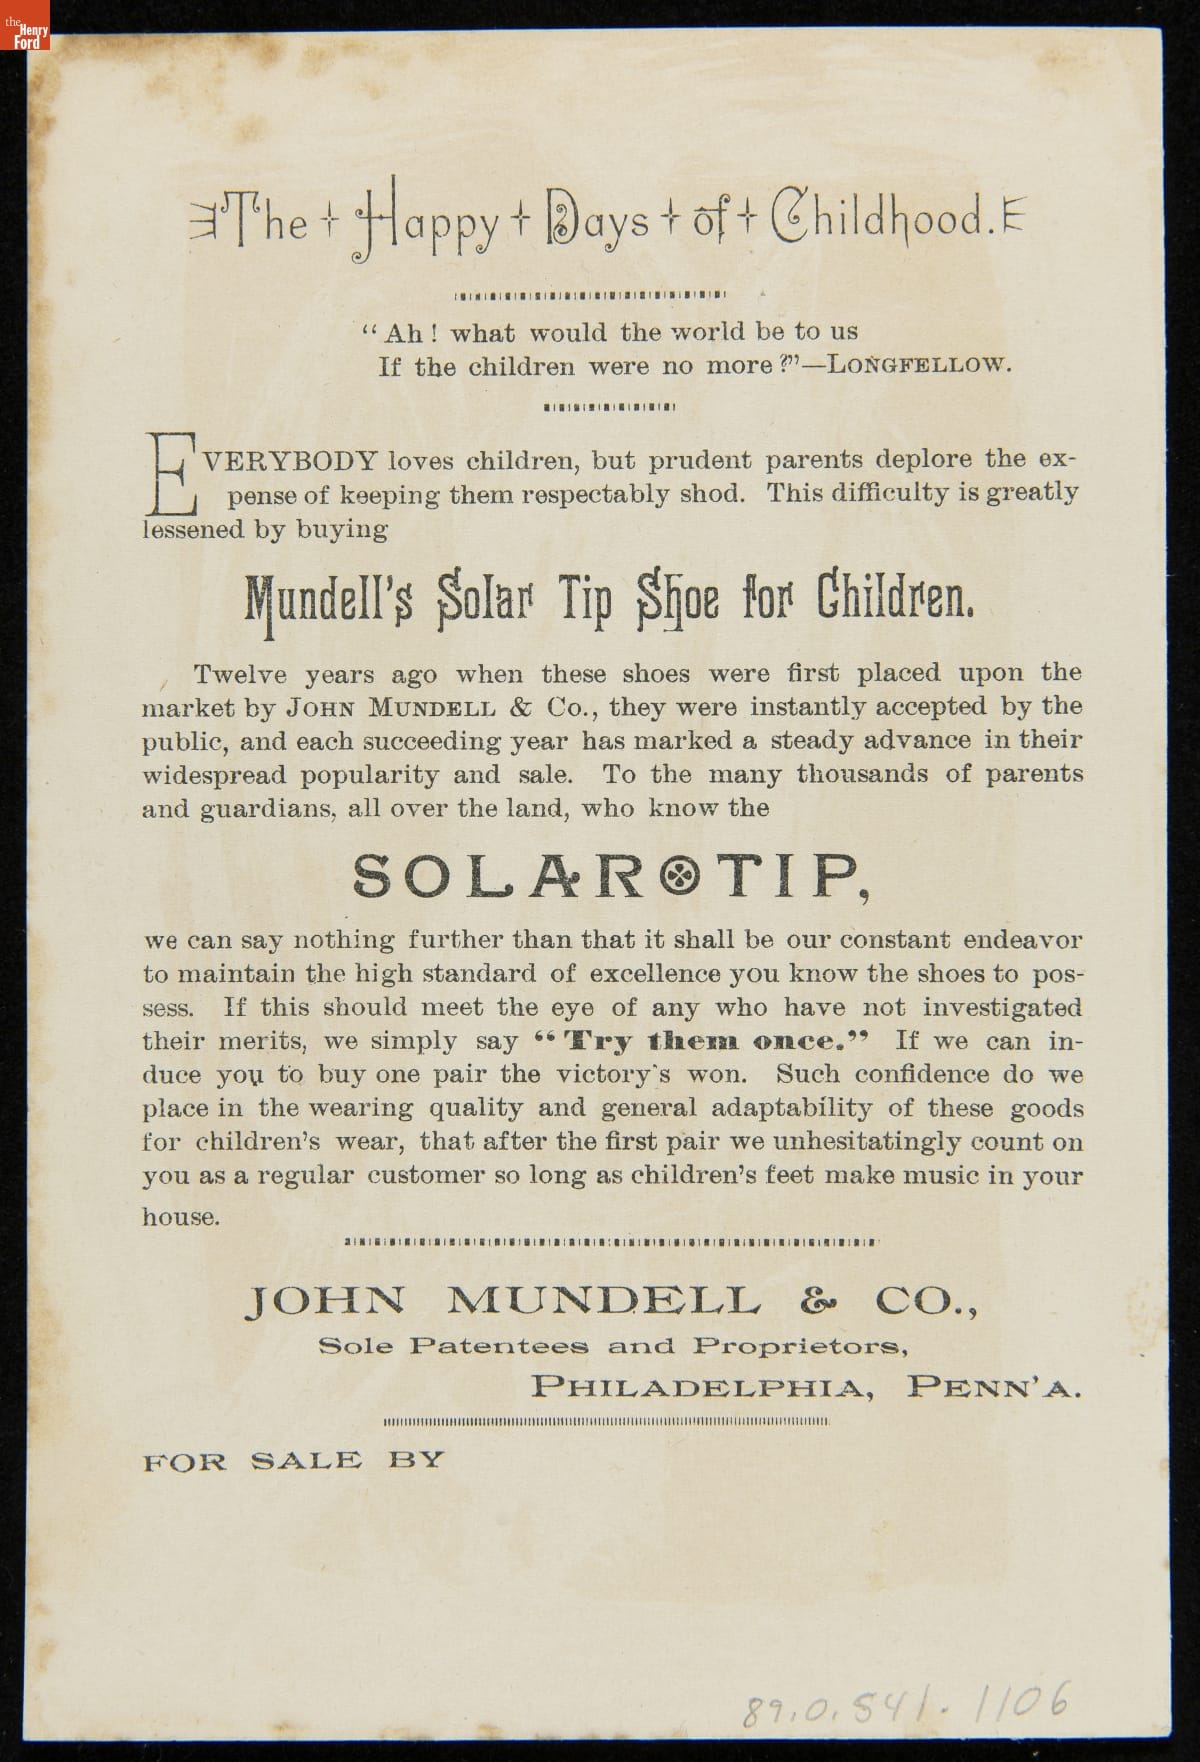 the
Henry
Ford
The + Happy + Days + of + Childhood.
"Ah! what would the world be to us
If the children were no more?"—LONGFELLOW.
EVERYBODY loves children, but prudent parents deplore the ex-
pense of keeping them respectably shod. This difficulty is greatly
lessened by buying
Mundell's Solar Tip Shoe for Children.
Twelve years ago when these shoes were first placed upon the
market by JOHN MUNDELL & Co., they were instantly accepted by the
public, and each succeeding year has marked a steady advance in their
widespread popularity and sale. To the many thousands of parents
and guardians, all over the land, who know the
SOLAR TIP,
we can say nothing further than that it shall be our constant endeavor
to maintain the high standard of excellence you know the shoes to pos-
sess. If this should meet the eye of any who have not investigated
their merits, we simply say "Try them once." If we can in-
duce you to buy one pair the victory's won. Such confidence do we
place in the wearing quality and general adaptability of these goods
for children's wear, that after the first pair we unhesitatingly count on
you as a regular customer so long as children's feet make music in your
house.
JOHN MUNDELL & CO.,
Sole Patentees and Proprietors,
PHILADELPHIA, PENN'A.
FOR SALE BY
89.0.541.1106